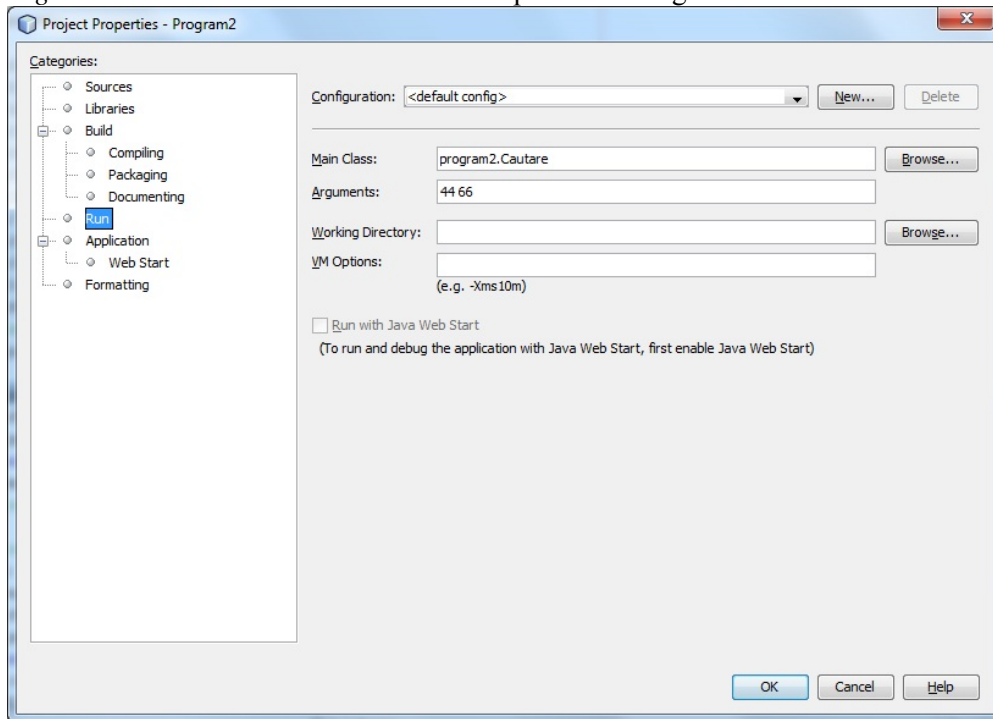 Project Properties - Program2
Categories:
Sources
Libraries
Build
Compiling
Packaging
Documenting
Run
Application
Web Start
Formatting
Configuration: <default config> New... Delete
Main Class: program2.Cautare Browse...
Arguments: 44 66
Working Directory: Browse...
VM Options:
(e.g. -Xms10m)
Run with Java Web Start
(To run and debug the application with Java Web Start, first enable Java Web Start)
OK Cancel Help